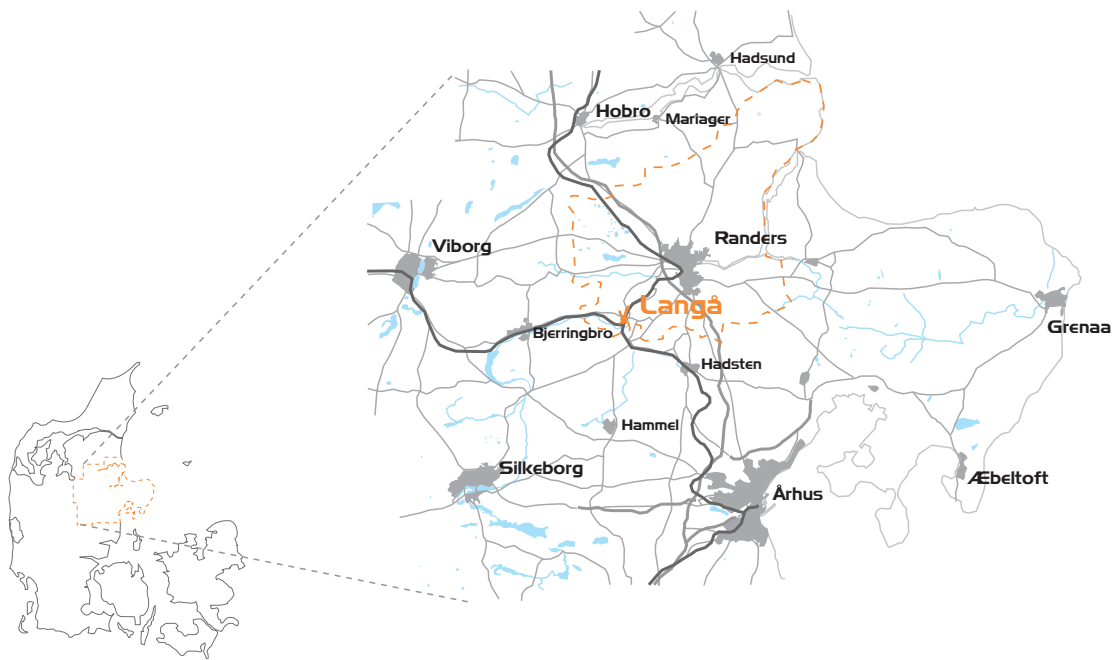 Hadsund
Hobro
Mariager
Viborg
Randers
Langå
Grenaa
Bjerringbro
Hadsten
Hammel
Silkeborg
Æbeltoft
Århus